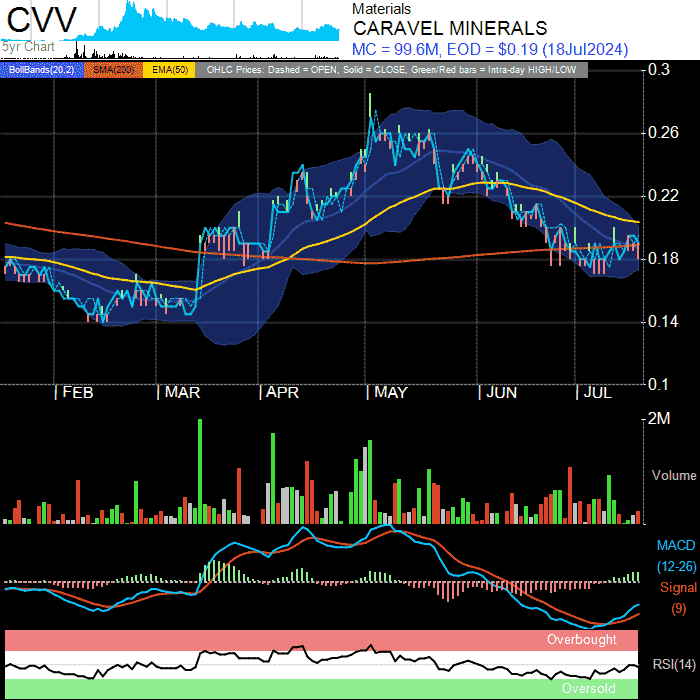 CVV
Materials
CARAVEL MINERALS
5yr Chart
MC = 99.6M, EOD = $0.19 (18Jul2024)
BollBands(20,2) SMA(200) EMA(50) OHLC Prices: Dashed = OPEN, Solid = CLOSE, Green/Red bars = Intra-day HIGH/LOW
0.3
0.26
0.22
0.18
0.14
0.1
| FEB | MAR | APR | MAY | JUN | JUL
2M
Volume
MACD
(12-26)
Signal
(9)
Overbought
RSI(14)
Oversold